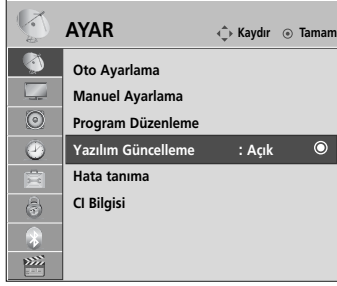 AYAR Kaydır Tamam
Oto Ayarlama
Manuel Ayarlama
Program Düzenleme
Yazılım Güncelleme : Açık
Hata tanıma
CI Bilgisi